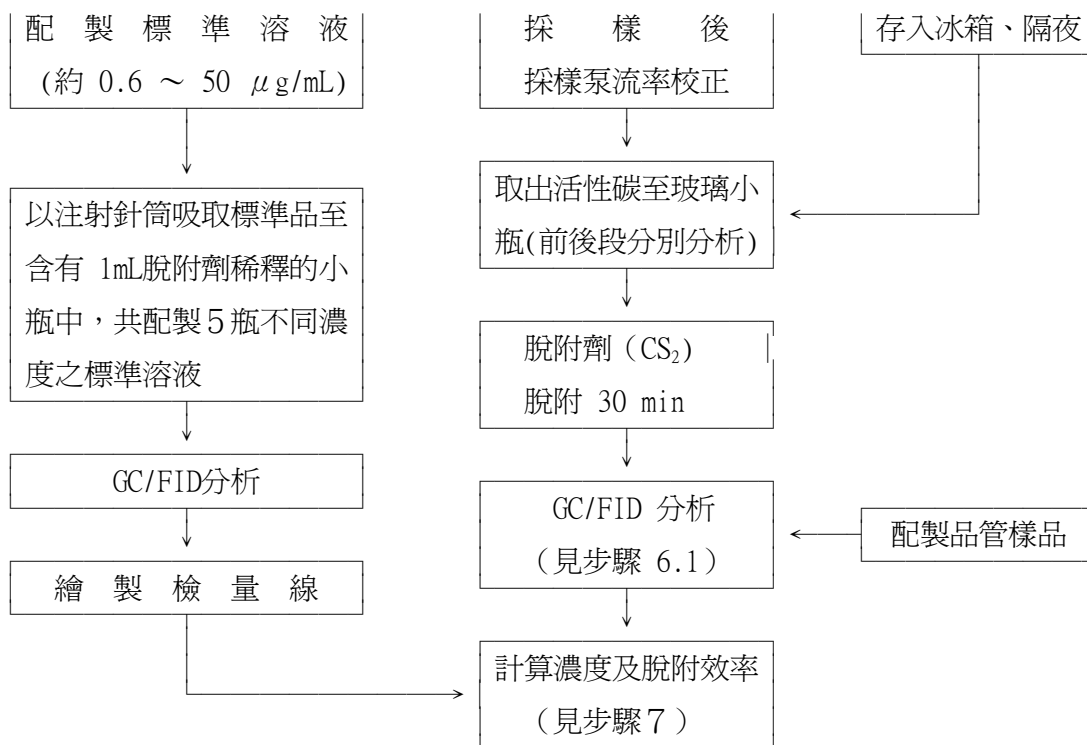 配製標準溶液
(約 0.6 ～ 50 μg/mL)
以注射針筒吸取標準品至
含有 1mL脫附劑稀釋的小
瓶中，共配製５瓶不同濃
度之標準溶液
GC/FID分析
繪製檢量線
採樣後
採樣泵流率校正
取出活性碳至玻璃小
瓶(前後段分別分析)
脫附劑（CS₂)
脫附 30 min
GC/FID 分析
（見步驟 6.1）
計算濃度及脫附效率
（見步驟７）
存入冰箱、隔夜
配製品管樣品